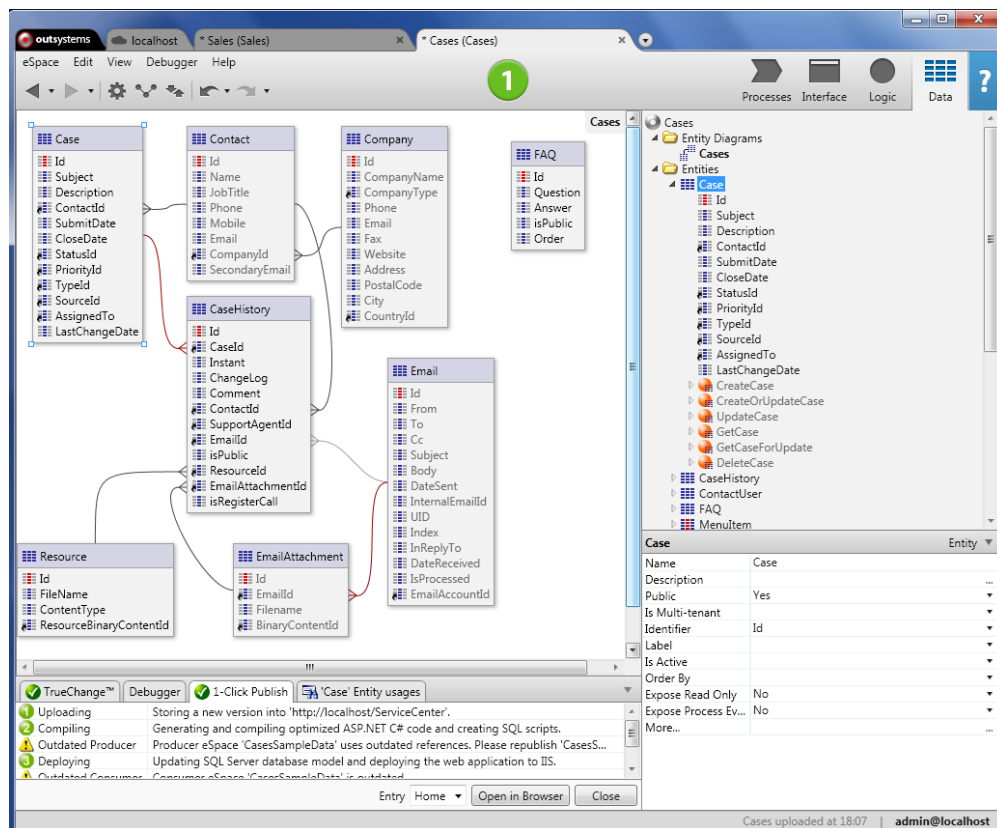 outsystems
localhost
* Sales (Sales)
* Cases (Cases)
eSpace Edit View Debugger Help
1
Processes Interface Logic Data
?
Cases
Case
Id
Subject
Description
ContactId
SubmitDate
CloseDate
StatusId
PriorityId
TypeId
SourceId
AssignedTo
LastChangeDate
Contact
Id
Name
JobTitle
Phone
Mobile
Email
CompanyId
SecondaryEmail
Company
Id
CompanyName
CompanyType
Phone
Email
Fax
Website
Address
PostalCode
City
CountryId
FAQ
Id
Question
Answer
isPublic
Order
CaseHistory
Id
CaseId
Instant
ChangeLog
Comment
ContactId
SupportAgentId
EmailId
isPublic
ResourceId
EmailAttachmentId
isRegisterCall
Email
Id
From
To
Cc
Subject
Body
DateSent
InternalEmailId
UID
Index
InReplyTo
DateReceived
IsProcessed
EmailAccountId
Resource
Id
FileName
ContentType
ResourceBinaryContentId
EmailAttachment
Id
EmailId
Filename
BinaryContentId
Cases
Entity Diagrams
Cases
Entities
Case
Id
Subject
Description
ContactId
SubmitDate
CloseDate
StatusId
PriorityId
TypeId
SourceId
AssignedTo
LastChangeDate
CreateCase
CreateOrUpdateCase
UpdateCase
GetCase
GetCaseForUpdate
DeleteCase
CaseHistory
ContactUser
FAQ
MenuItem
Case Entity
Name Case
Description ...
Public Yes
Is Multi-tenant
Identifier Id
Label
Is Active
Order By
Expose Read Only No
Expose Process Ev... No
More... ...
TrueChange™ Debugger 1-Click Publish 'Case' Entity usages
1 Uploading Storing a new version into 'http://localhost/ServiceCenter'.
2 Compiling Generating and compiling optimized ASP.NET C# code and creating SQL scripts.
Outdated Producer Producer eSpace 'CasesSampleData' uses outdated references. Please republish 'CasesS...
3 Deploying Updating SQL Server database model and deploying the web application to IIS.
Outdated Consumer Consumer eSpace 'CasesSampleData' is outdated
Entry Home Open in Browser Close
Cases uploaded at 18:07 | admin@localhost